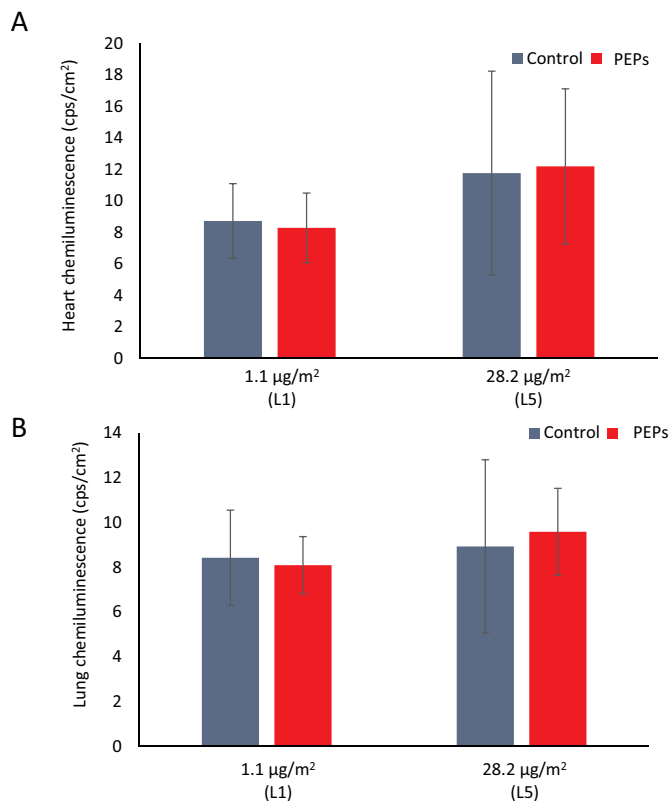 A
Heart chemiluminescence (cps/cm²)
20
18
16
14
12
10
8
6
4
2
0
Control PEPs
1.1 µg/m² 28.2 µg/m²
(L1) (L5)
B
Lung chemiluminescence (cps/cm²)
14
12
10
8
6
4
2
0
Control PEPs
1.1 µg/m² 28.2 µg/m²
(L1) (L5)